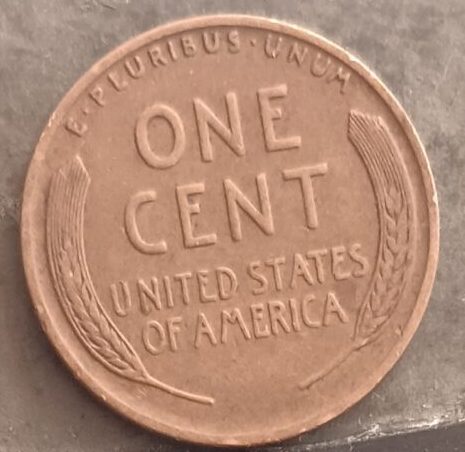 E · PLURIBUS · UNUM
ONE
CENT
UNITED STATES
OF AMERICA